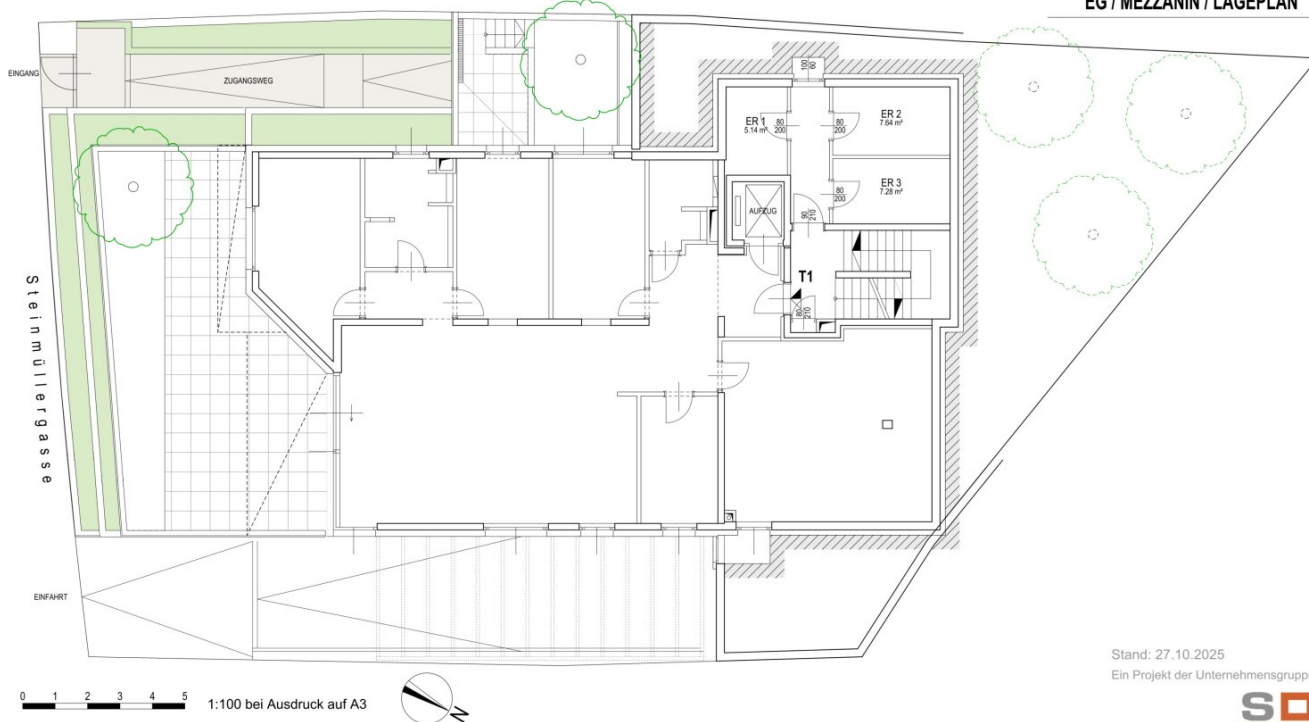 EG / MEZZANIN / LAGEPLAN
EINGANG
ZUGANGSWEG
100
60
ER 1
5.14 m²
80
200
80
200
ER 2
7.64 m²
ER 3
7.28 m²
80
200
AUFZUG
90
210
T1
80
210
Steinmüllergasse
EINFAHRT
0 1 2 3 4 5
1:100 bei Ausdruck auf A3
N
Stand: 27.10.2025
Ein Projekt der Unternehmensgruppe
S